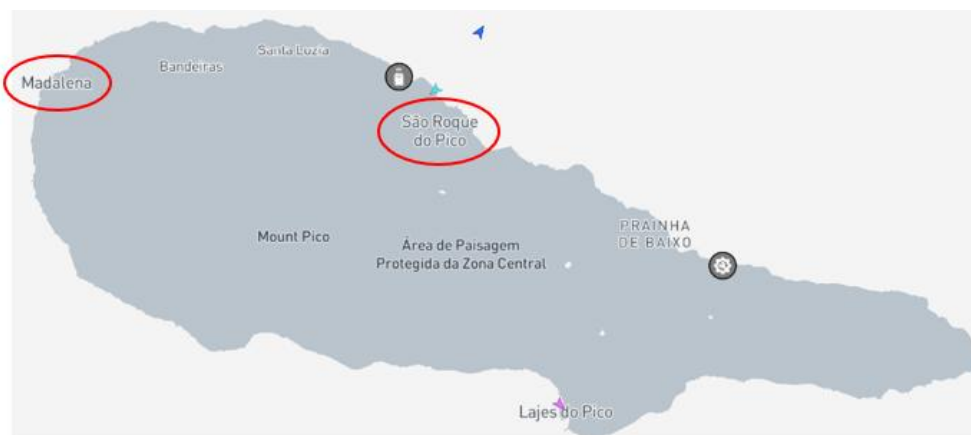 Santa Luzia
Bandeiras
Madalena
São Roque
do Pico
PRAINHA
DE BAIXO
Mount Pico
Área de Paisagem
Protegida da Zona Central
Lajes do Pico